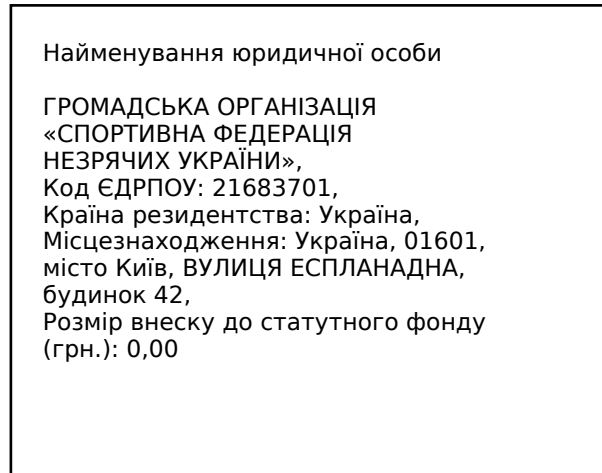 Найменування юридичної особи
ГРОМАДСЬКА ОРГАНІЗАЦІЯ
«СПОРТИВНА ФЕДЕРАЦІЯ
НЕЗРЯЧИХ УКРАЇНИ»,
Код ЄДРПОУ: 21683701,
Країна резидентства: Україна,
Місцезнаходження: Україна, 01601,
місто Київ, ВУЛИЦЯ ЕСПЛАНАДНА,
будинок 42,
Розмір внеску до статутного фонду
(грн.): 0,00